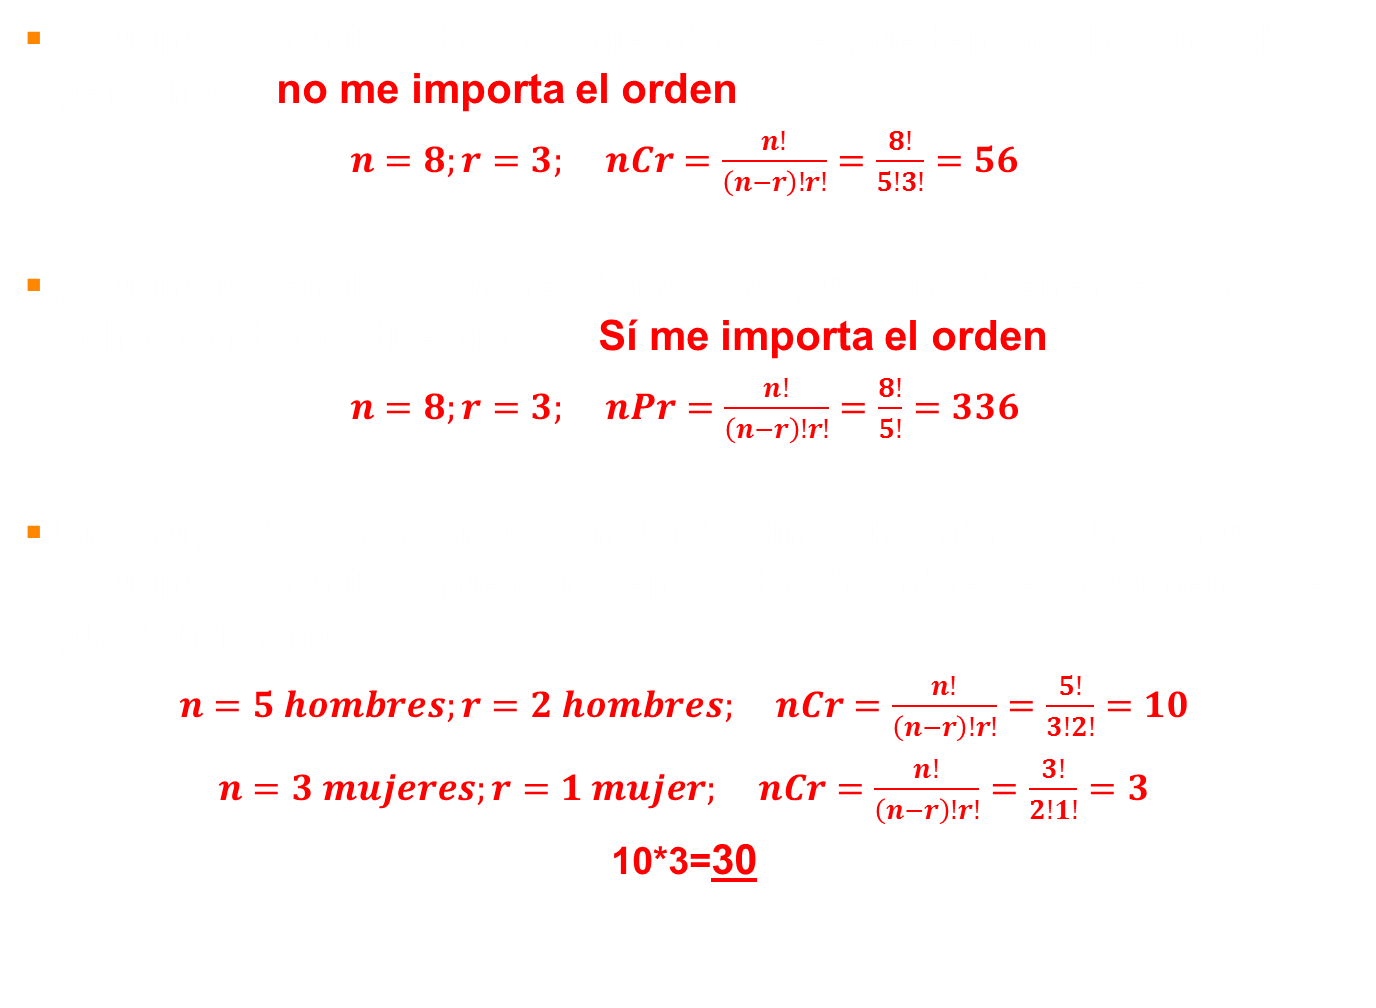 no me importa el orden
n = 8; r = 3; nCr = n!/(n−r)!r! = 8!/5!3! = 56
Sí me importa el orden
n = 8; r = 3; nPr = n!/(n−r)!r! = 8!/5! = 336
n = 5 hombres; r = 2 hombres; nCr = n!/(n−r)!r! = 5!/3!2! = 10
n = 3 mujeres; r = 1 mujer; nCr = n!/(n−r)!r! = 3!/2!1! = 3
10*3=30